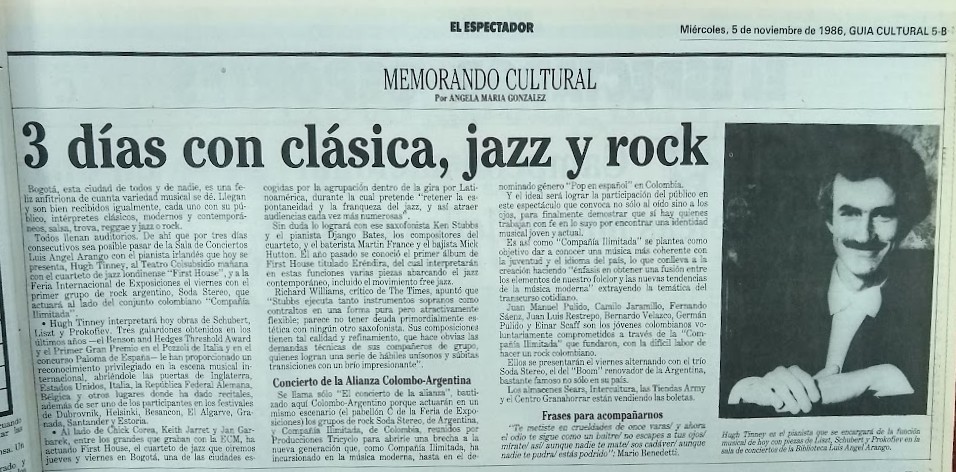 EL ESPECTADOR
Miércoles, 5 de noviembre de 1986, GUIA CULTURAL 5-B
MEMORANDO CULTURAL
Por ANGELA MARIA GONZALEZ
3 días con clásica, jazz y rock
Bogotá, esta ciudad de todos y de nadie, es una fe-
liz anfitriona de cuanta variedad musical se dé. Llegan
y son bien recibidos igualmente, cada uno con su pú-
blico, intérpretes clásicos, modernos y contemporá-
neos, salsa, trova, reggae y jazz o rock.
Todos llenan auditorios. De ahí que por tres días
consecutivos sea posible pasar de la Sala de Conciertos
Luis Angel Arango con el pianista irlandés que hoy se
presenta, Hugh Tinney, al Teatro Colsubsidio mañana
con el cuarteto de jazz londinense "First House", y a la
Feria Internacional de Exposiciones el viernes con el
primer grupo de rock argentino, Soda Stereo, que
actuará al lado del conjunto colombiano "Compañía
Ilimitada".
• Hugh Tinney interpretará hoy obras de Schubert,
Liszt y Prokofiev. Tres galardones obtenidos en los
últimos años —el Benson and Hedges Threshold Award
y el Primer Gran Premio en el Pozzoli de Italia y en el
concurso Paloma de España— le han proporcionado un
reconocimiento privilegiado en la escena musical in-
ternacional, abriéndole las puertas de Inglaterra,
Estados Unidos, Italia, la República Federal Alemana,
Bélgica y otros lugares donde ha dado recitales,
además de ser uno de los participantes en los festivales
de Dubrovnik, Helsinki, Besancon, El Algarve, Grana-
da, Santander y Estoria.
• Al lado de Chick Corea, Keith Jarret y Jan Gar-
barek, entre los grandes que graban con la ECM, ha
actuado First House, el cuarteto de jazz que oiremos
jueves y viernes en Bogotá, una de las ciudades es-
cogidas por la agrupación dentro de la gira por Lati-
noamérica, durante la cual pretende "retener la es-
pontaneidad y la franqueza del jazz, y así atraer
audiencias cada vez más numerosas".
Sin duda lo logrará con ese saxofonista Ken Stubbs
y el pianista Django Bates, los compositores del
cuarteto, y el baterista Martin France y el bajista Mick
Hutton. El año pasado se conoció el primer álbum de
First House titulado Eréndira, del cual interpretarán
en estas funciones varias piezas abarcando el jazz
contemporáneo, incluido el movimiento free jazz.
Richard Williams, crítico de The Times, apuntó que
"Stubbs ejecuta tanto instrumentos sopranos como
contraltos en una forma pura pero atractivamente
flexible; parece no tener deuda primordialmente es-
tética con ningún otro saxofonista. Sus composiciones
tienen tal calidad y refinamiento, que hace obvias las
demandas técnicas de sus compañeros de grupo,
quienes logran una serie de hábiles unísonos y súbitas
transiciones con un brío impresionante".
Concierto de la Alianza Colombo-Argentina
Se llama sólo "El concierto de la alianza", bauti-
zado aquí Colombo-Argentino porque actuarán en un
mismo escenario (el pabellón C de la Feria de Expo-
siciones) los grupos de rock Soda Stereo, de Argentina,
y Compañía Ilimitada, de Colombia, reunidos por
Producciones Tricyclo para abrirle una brecha a la
nueva generación que, como Compañía Ilimitada, ha
incursionado en la música moderna, hasta en el de-
nominado género "Pop en español" en Colombia.
Y el ideal será lograr la participación del público en
este espectáculo que convoca no sólo al oído sino a los
ojos, para finalmente demostrar que sí hay quienes
trabajan con fe en lo suyo por encontrar una identidad
musical joven y actual.
Es así como "Compañía Ilimitada" se plantea como
objetivo dar a conocer una música más coherente con
la juventud y el idioma del país, lo que conlleva a la
creación haciendo "énfasis en obtener una fusión entre
los elementos de nuestro folclor y las nuevas tendencias
de la música moderna" extrayendo la temática del
transcurso cotidiano.
Juan Manuel Pulido, Camilo Jaramillo, Fernando
Sáenz, Juan Luis Restrepo, Bernardo Velazco, Germán
Pulido y Einar Scaff son los jóvenes colombianos vo-
luntariamente comprometidos a través de la "Com-
pañía Ilimitada" que fundaron, con la difícil labor de
hacer un rock colombiano.
Ellos se presentarán el viernes alternando con el trío
Soda Stereo, el del "Boom" renovador de la Argentina,
bastante famoso no sólo en su país.
Los almacenes Sears, Intercultura, las Tiendas Army
y el Centro Granahorrar están vendiendo las boletas.
Frases para acompañarnos
"Te metiste en crueldades de once varas/ y ahora
el odio te sigue como un buitre/ no escapes a tus ojos/
mírate/ así/ aunque nadie te mate/ sos cadáver/ aunque
nadie te pudra/ estás podrido": Mario Benedetti.
Hugh Tinney es el pianista que se encargará de la función
musical de hoy con piezas de Liszt, Schubert y Prokofiev en la
sala de conciertos de la Biblioteca Luis Angel Arango.